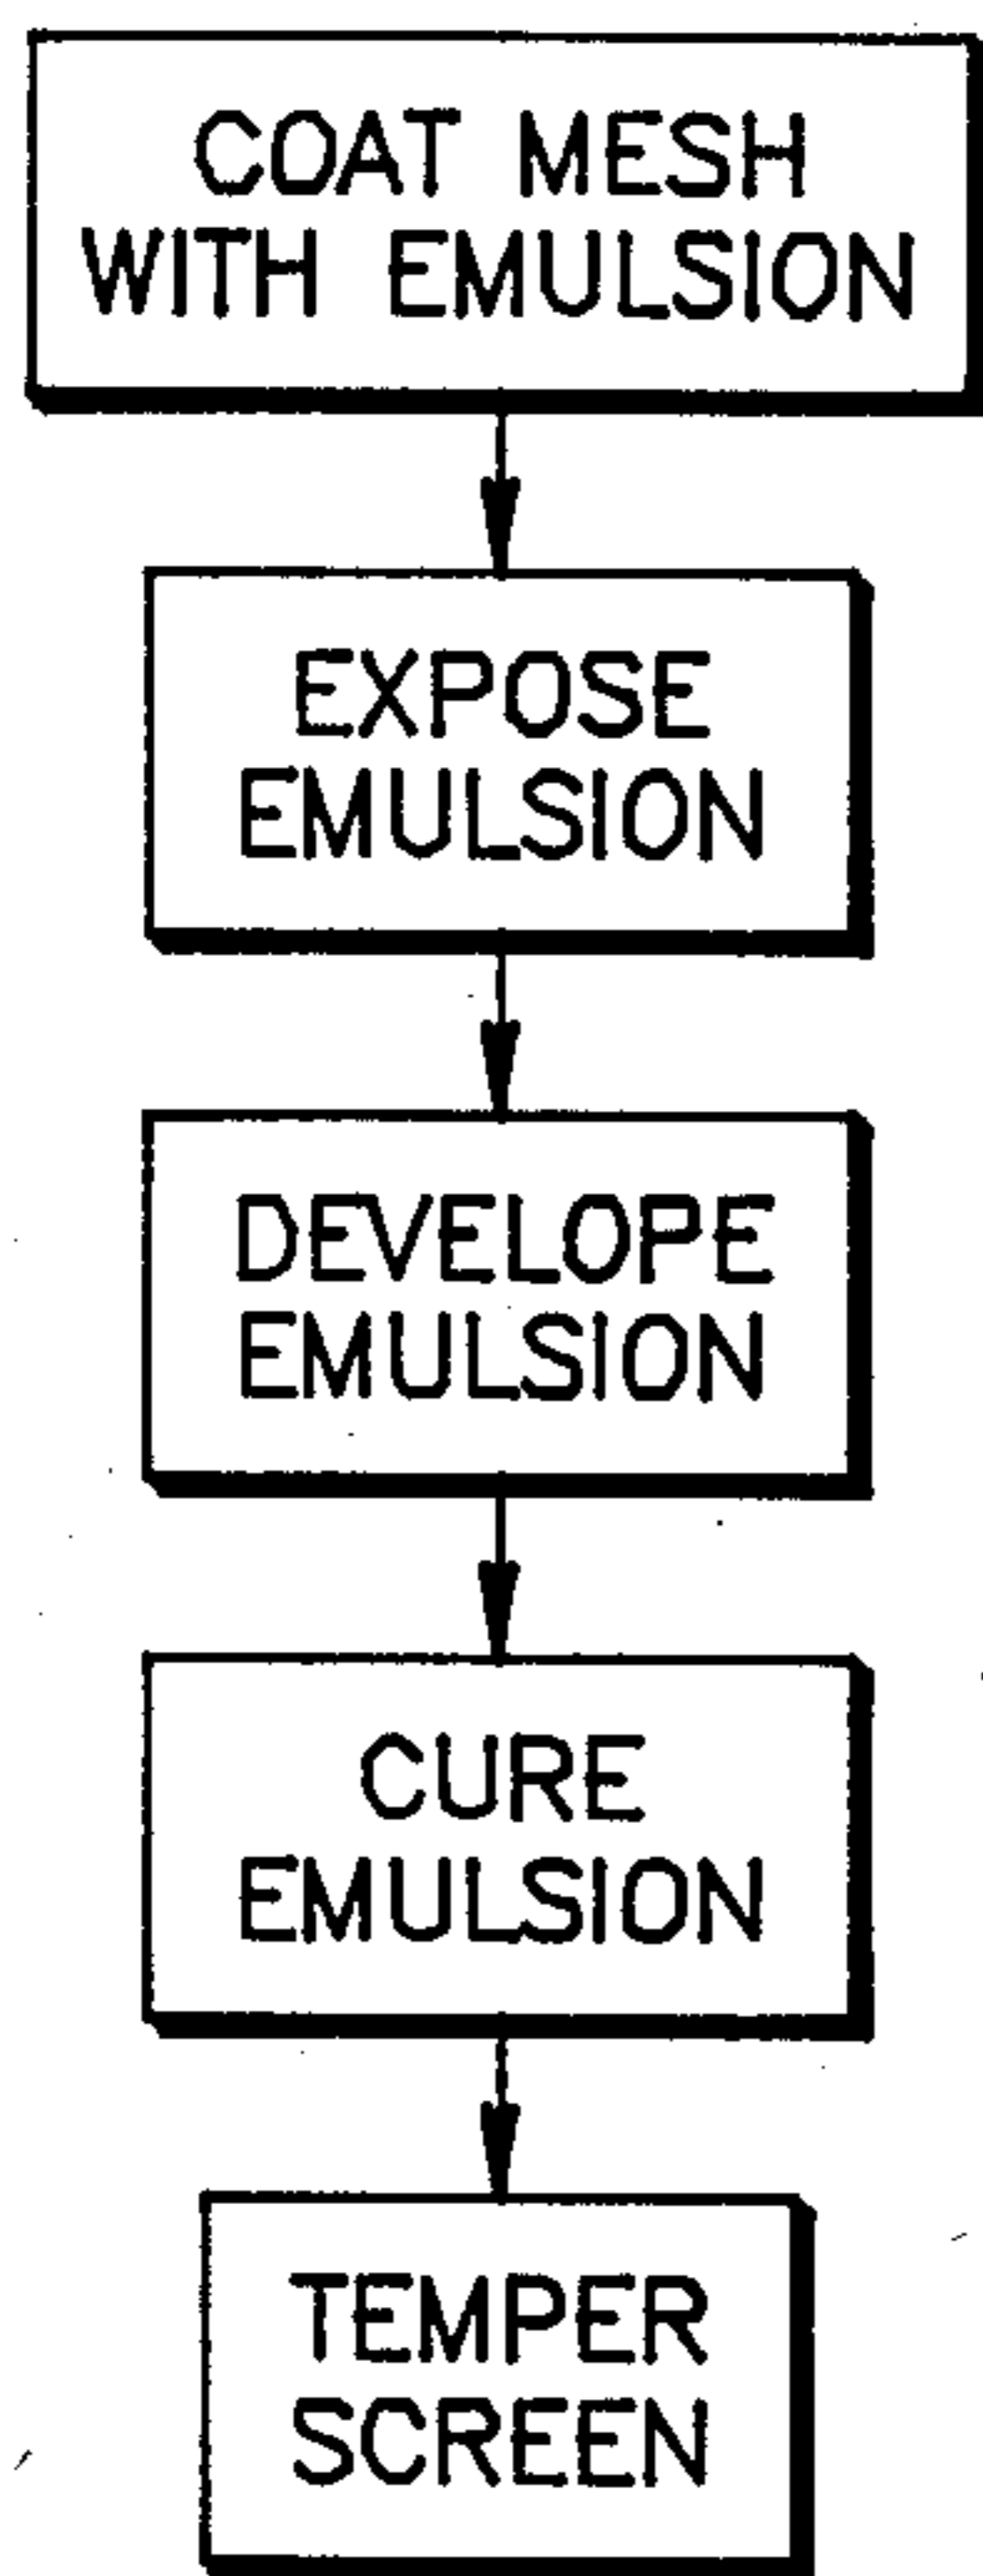 COAT MESH
WITH EMULSION
EXPOSE
EMULSION
DEVELOPE
EMULSION
CURE
EMULSION
TEMPER
SCREEN